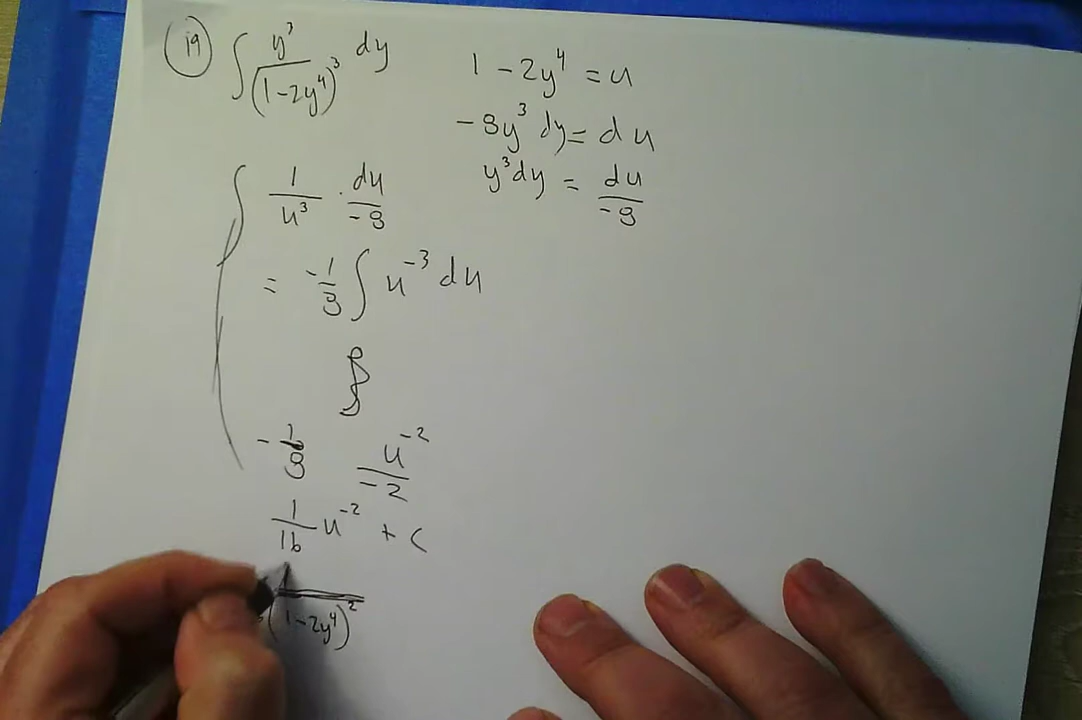 (19) ∫ y³/(1-2y⁴)³ dy
1 - 2y⁴ = u
-8y³ dy = du
y³dy = du/-8
∫ 1/u³ · du/-8
= -1/8 ∫ u⁻³ du
-1/8 u⁻²/-2
1/16 u⁻² + c
1/(1-2y⁴)²